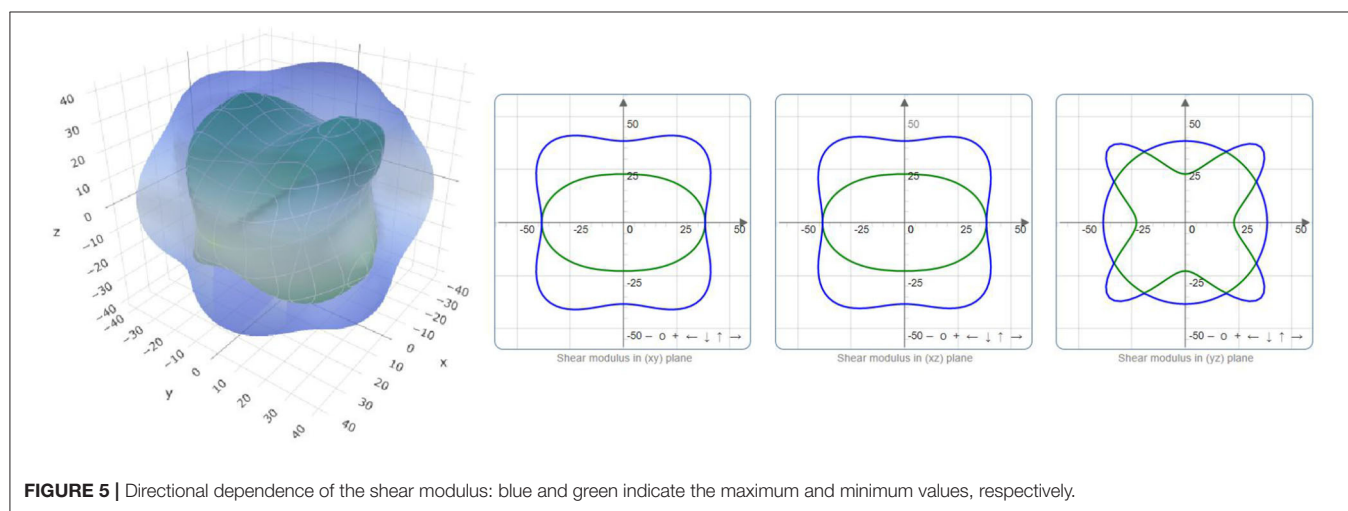 40
30
20
10
0
−10
−20
−30
−40
z
−40
−30
−20
−10
0
10
20
30
40
y
−40
−30
−20
−10
0
10
20
30
40
x
50
25
-50 -25 0 25 50
-25
-50 − o + ← ↓ ↑ →
Shear modulus in (xy) plane
50
25
-50 -25 0 25 50
-25
-50 − o + ← ↓ ↑ →
Shear modulus in (xz) plane
50
25
-50 -25 0 25 50
-25
-50 − o + ← ↓ ↑ →
Shear modulus in (yz) plane
FIGURE 5 | Directional dependence of the shear modulus: blue and green indicate the maximum and minimum values, respectively.